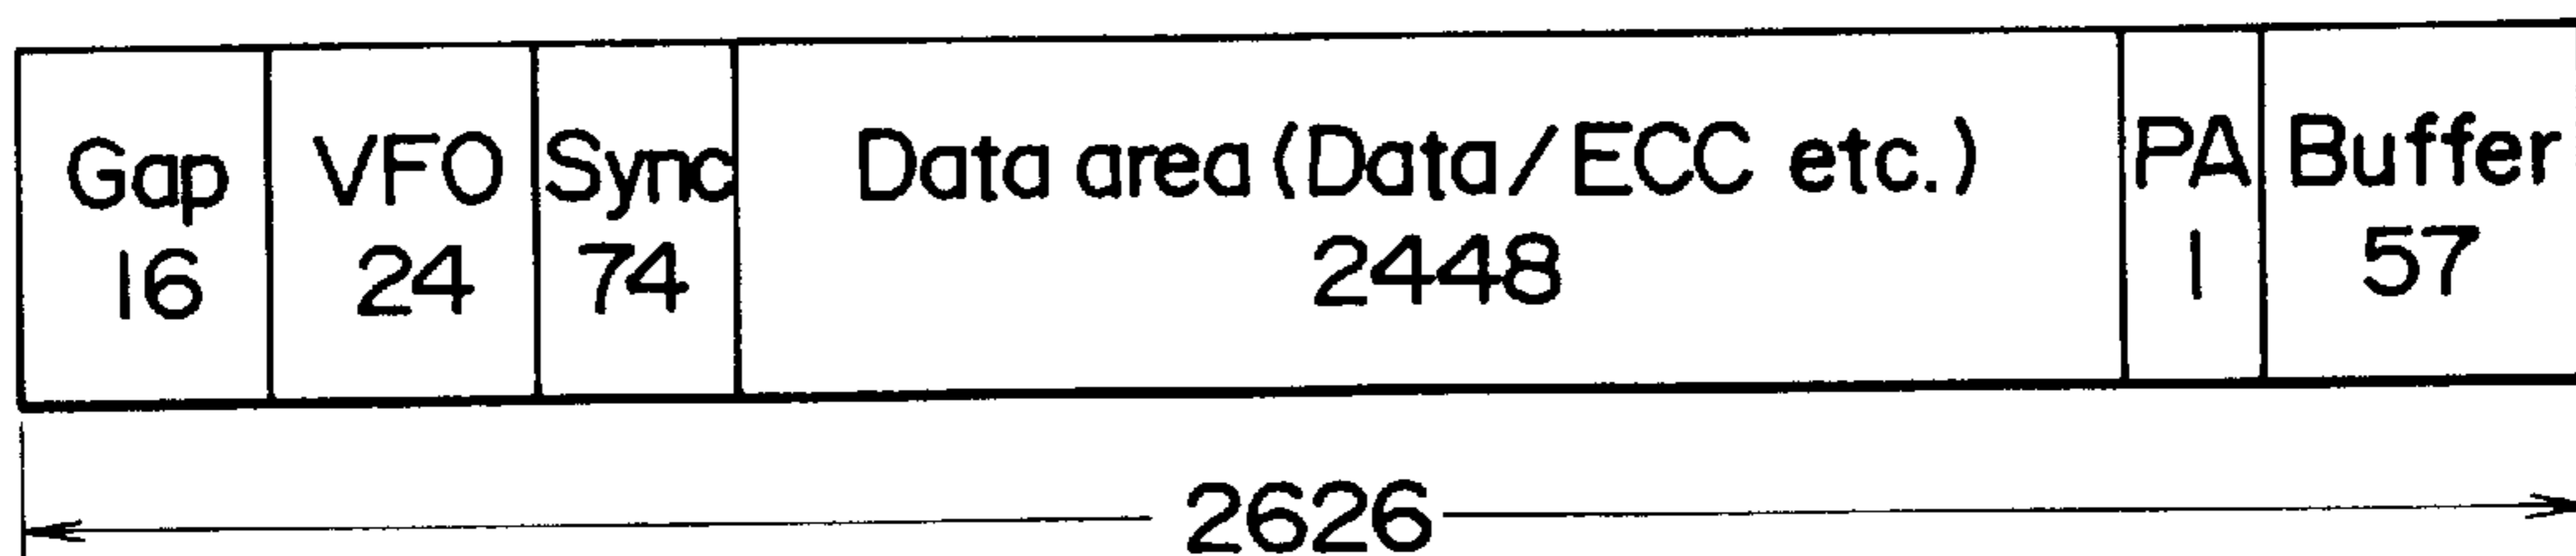 Gap VFO Sync Data area (Data/ECC etc.) PA Buffer
16 24 74 2448 1 57
2626